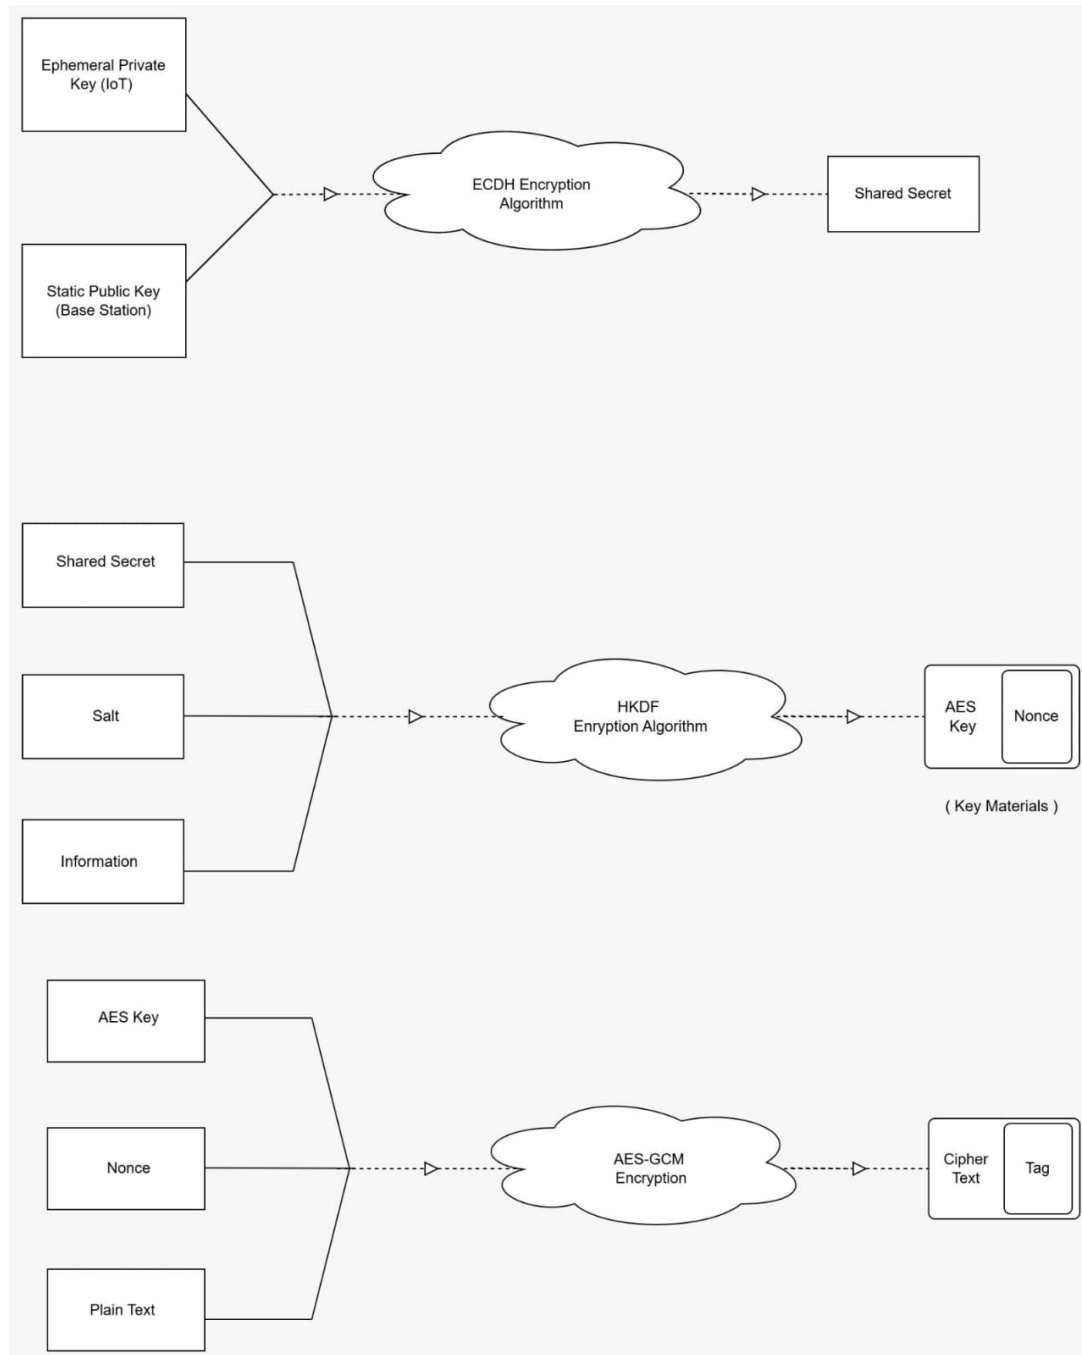 Ephemeral Private
Key (IoT)
ECDH Encryption
Algorithm
Shared Secret
Static Public Key
(Base Station)
Shared Secret
Salt
HKDF
Enryption Algorithm
AES
Key
Nonce
( Key Materials )
Information
AES Key
Nonce
AES-GCM
Encryption
Cipher
Text
Tag
Plain Text